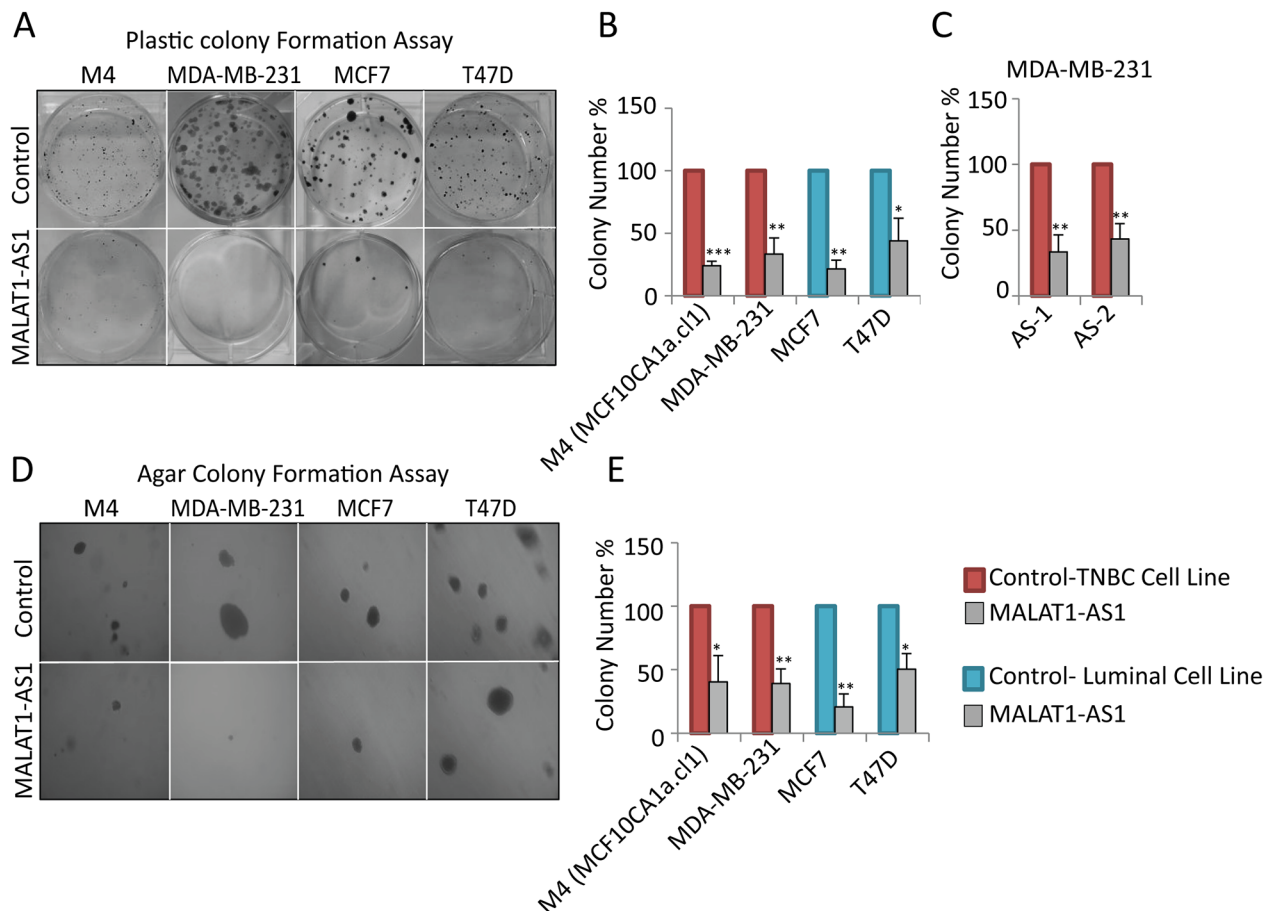 A
Plastic colony Formation Assay
M4 MDA-MB-231 MCF7 T47D
Control
MALAT1-AS1
B
Colony Number %
150
100
50
0
*** ** ** *
M4 (MCF10CA1a.cl1)
MDA-MB-231
MCF7
T47D
C
MDA-MB-231
Colony Number %
150
100
50
0
** **
AS-1
AS-2
D
Agar Colony Formation Assay
M4 MDA-MB-231 MCF7 T47D
Control
MALAT1-AS1
E
Colony Number %
150
100
50
0
* ** ** *
M4 (MCF10CA1a.cl1)
MDA-MB-231
MCF7
T47D
Control-TNBC Cell Line
MALAT1-AS1
Control- Luminal Cell Line
MALAT1-AS1